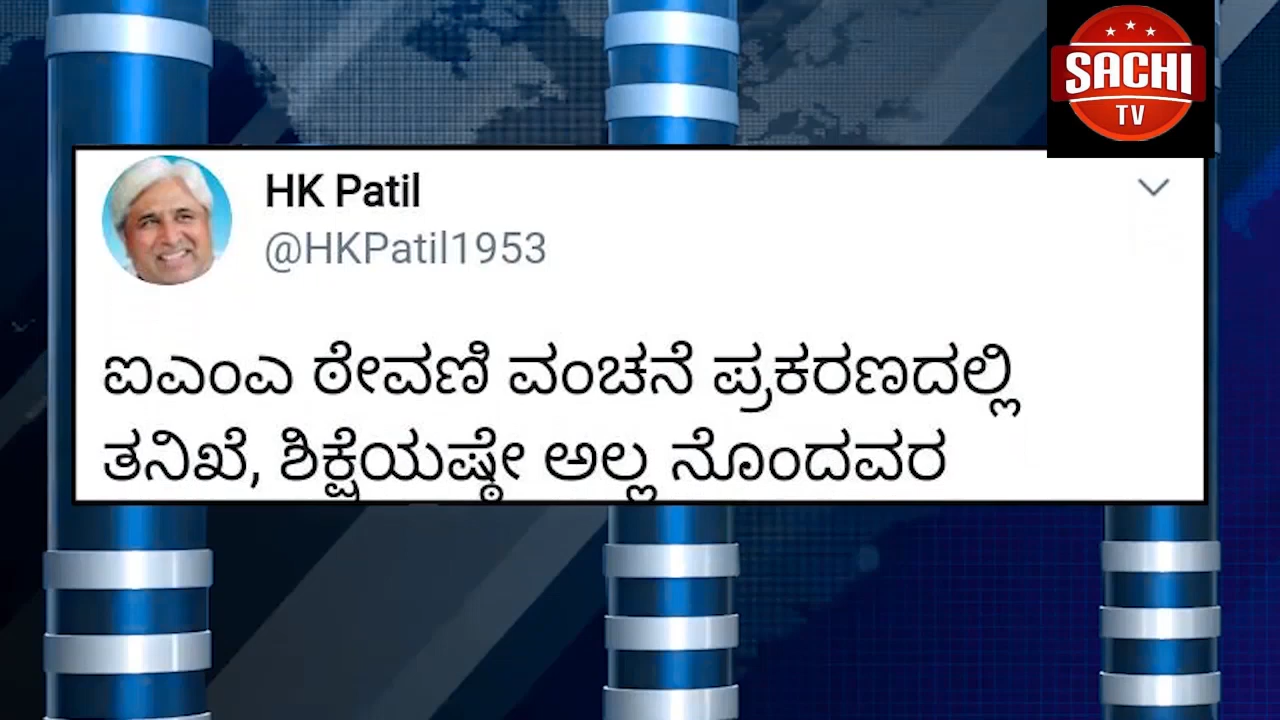 SACHI
TV
HK Patil
@HKPatil1953
ಐಎಂಎ ಠೇವಣಿ ವಂಚನೆ ಪ್ರಕರಣದಲ್ಲಿ
ತನಿಖೆ, ಶಿಕ್ಷೆಯಷ್ಠೇ ಅಲ್ಲ ನೊಂದವರ